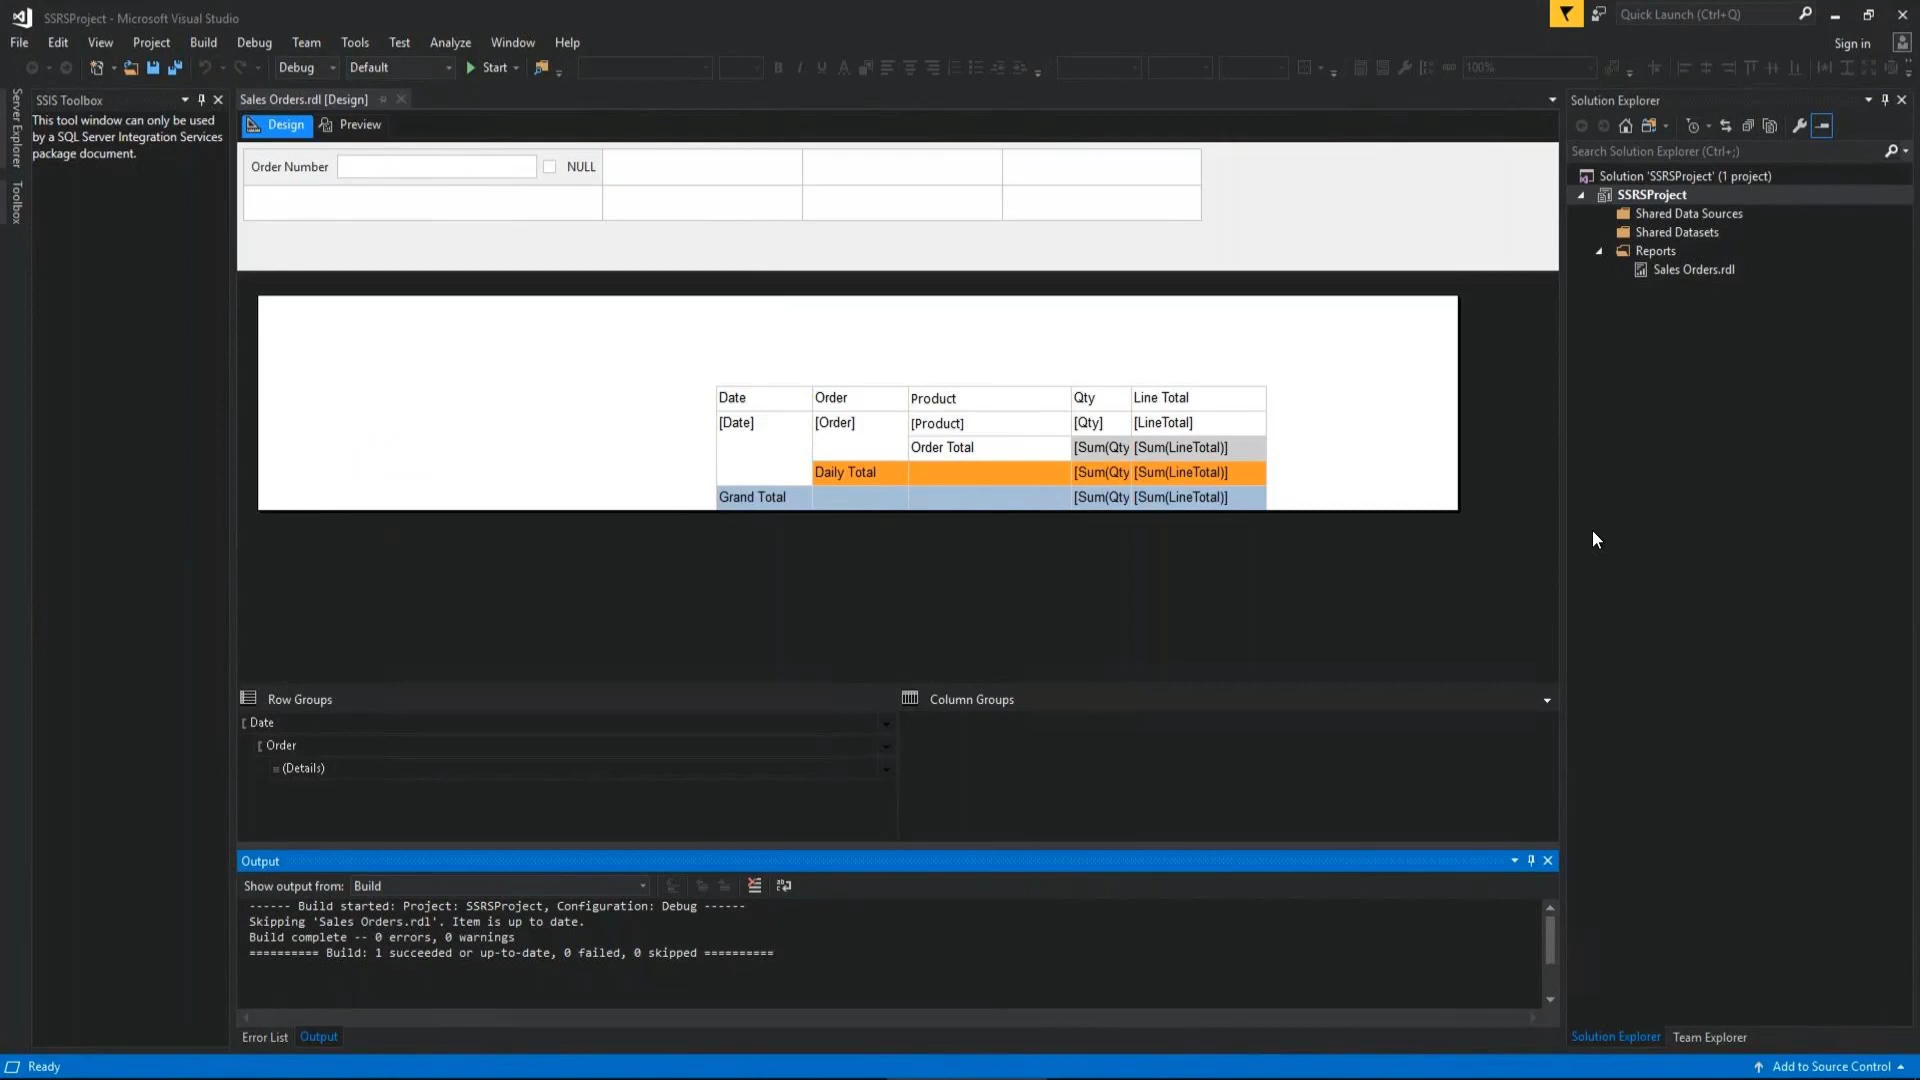 SSRSProject - Microsoft Visual Studio
Quick Launch (Ctrl+Q)
File Edit View Project Build Debug Team Tools Test Analyze Window Help
Sign in
Debug Default Start 100%
Server Explorer
Toolbox
SSIS Toolbox
This tool window can only be used
by a SQL Server Integration Services
package document.
Sales Orders.rdl [Design]
Design Preview
Order Number NULL
Date Order Product Qty Line Total
[Date] [Order] [Product] [Qty] [LineTotal]
Order Total [Sum(Qty [Sum(LineTotal)]
Daily Total [Sum(Qty [Sum(LineTotal)]
Grand Total [Sum(Qty [Sum(LineTotal)]
Row Groups
[ Date
[ Order
(Details)
Column Groups
Output
Show output from: Build
------ Build started: Project: SSRSProject, Configuration: Debug ------
Skipping 'Sales Orders.rdl'. Item is up to date.
Build complete -- 0 errors, 0 warnings
========== Build: 1 succeeded or up-to-date, 0 failed, 0 skipped ==========
Error List Output
Solution Explorer
Search Solution Explorer (Ctrl+;)
Solution 'SSRSProject' (1 project)
SSRSProject
Shared Data Sources
Shared Datasets
Reports
Sales Orders.rdl
Solution Explorer Team Explorer
Ready
Add to Source Control